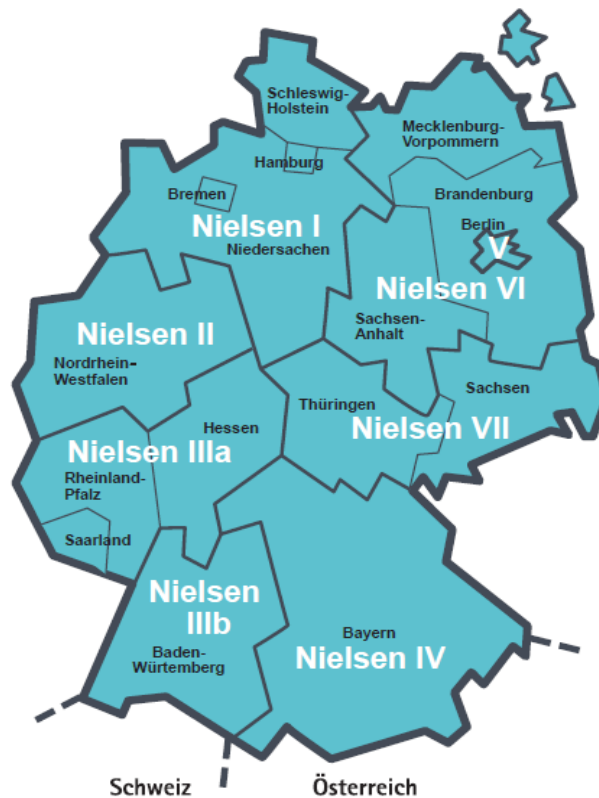 Schleswig-
Holstein
Mecklenburg-
Vorpommern
Hamburg
Bremen
Brandenburg
Nielsen I
Berlin
V
Niedersachen
Nielsen VI
Nielsen II
Sachsen-
Anhalt
Nordrhein-
Westfalen
Sachsen
Thüringen
Hessen
Nielsen VII
Nielsen IIIa
Rheinland-
Pfalz
Saarland
Nielsen
IIIb
Bayern
Nielsen IV
Baden-
Würtemberg
Schweiz
Österreich